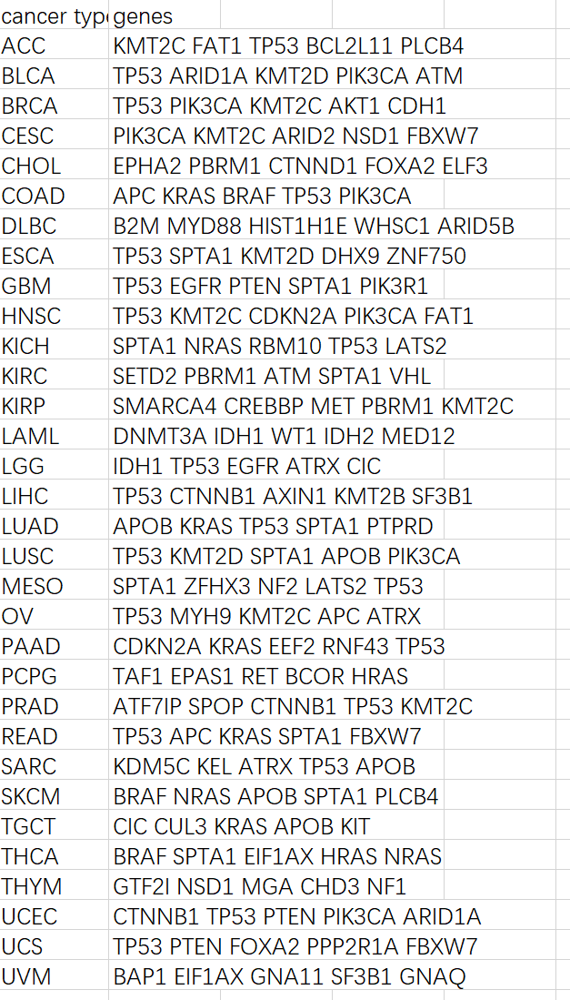 cancer type genes
ACC KMT2C FAT1 TP53 BCL2L11 PLCB4
BLCA TP53 ARID1A KMT2D PIK3CA ATM
BRCA TP53 PIK3CA KMT2C AKT1 CDH1
CESC PIK3CA KMT2C ARID2 NSD1 FBXW7
CHOL EPHA2 PBRM1 CTNND1 FOXA2 ELF3
COAD APC KRAS BRAF TP53 PIK3CA
DLBC B2M MYD88 HIST1H1E WHSC1 ARID5B
ESCA TP53 SPTA1 KMT2D DHX9 ZNF750
GBM TP53 EGFR PTEN SPTA1 PIK3R1
HNSC TP53 KMT2C CDKN2A PIK3CA FAT1
KICH SPTA1 NRAS RBM10 TP53 LATS2
KIRC SETD2 PBRM1 ATM SPTA1 VHL
KIRP SMARCA4 CREBBP MET PBRM1 KMT2C
LAML DNMT3A IDH1 WT1 IDH2 MED12
LGG IDH1 TP53 EGFR ATRX CIC
LIHC TP53 CTNNB1 AXIN1 KMT2B SF3B1
LUAD APOB KRAS TP53 SPTA1 PTPRD
LUSC TP53 KMT2D SPTA1 APOB PIK3CA
MESO SPTA1 ZFHX3 NF2 LATS2 TP53
OV TP53 MYH9 KMT2C APC ATRX
PAAD CDKN2A KRAS EEF2 RNF43 TP53
PCPG TAF1 EPAS1 RET BCOR HRAS
PRAD ATF7IP SPOP CTNNB1 TP53 KMT2C
READ TP53 APC KRAS SPTA1 FBXW7
SARC KDM5C KEL ATRX TP53 APOB
SKCM BRAF NRAS APOB SPTA1 PLCB4
TGCT CIC CUL3 KRAS APOB KIT
THCA BRAF SPTA1 EIF1AX HRAS NRAS
THYM GTF2I NSD1 MGA CHD3 NF1
UCEC CTNNB1 TP53 PTEN PIK3CA ARID1A
UCS TP53 PTEN FOXA2 PPP2R1A FBXW7
UVM BAP1 EIF1AX GNA11 SF3B1 GNAQ